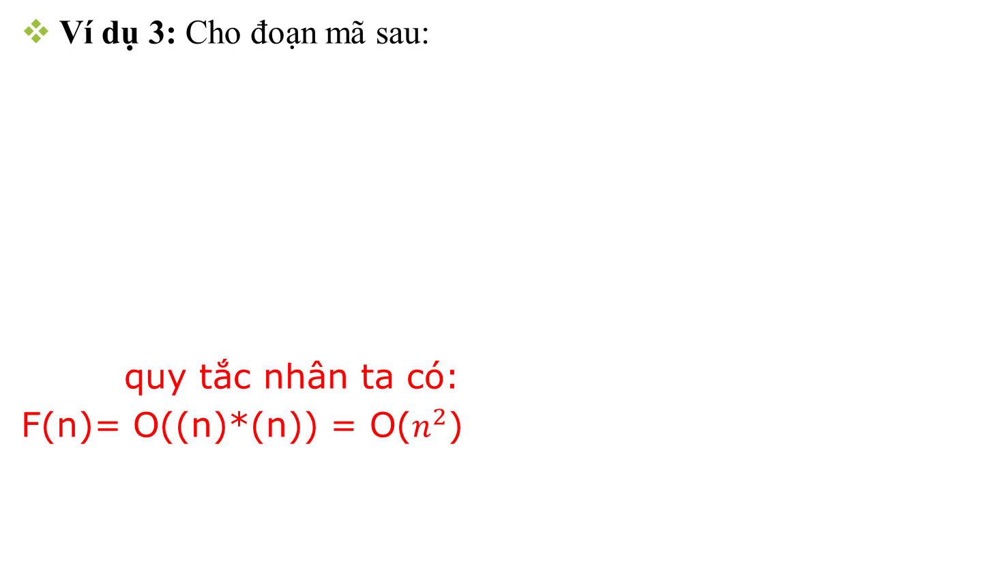 Ví dụ 3: Cho đoạn mã sau:
quy tắc nhân ta có:
F(n)= O((n)*(n)) = O(𝑛²)